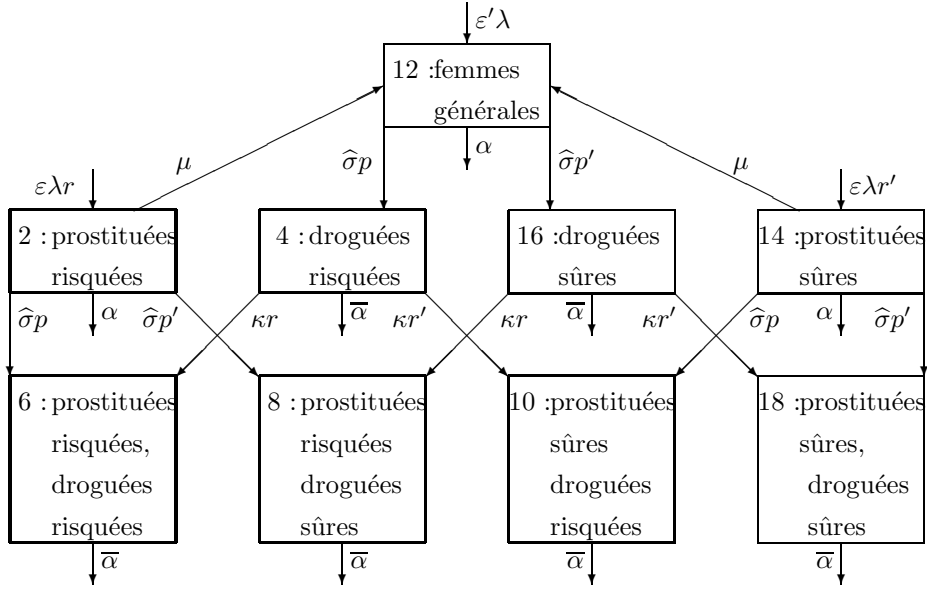 ε′λ
12 :femmes
générales
α
σ̂p
σ̂p′
μ
μ
ελr
ελr′
2 : prostituées
risquées
4 : droguées
risquées
16 :droguées
sûres
14 :prostituées
sûres
σ̂p
α
σ̂p′
κr
α̅
κr′
κr
α̅
κr′
σ̂p
α
σ̂p′
6 : prostituées
risquées,
droguées
risquées
8 : prostituées
risquées
droguées
sûres
10 :prostituées
sûres
droguées
risquées
18 :prostituées
sûres,
droguées
sûres
α̅
α̅
α̅
α̅